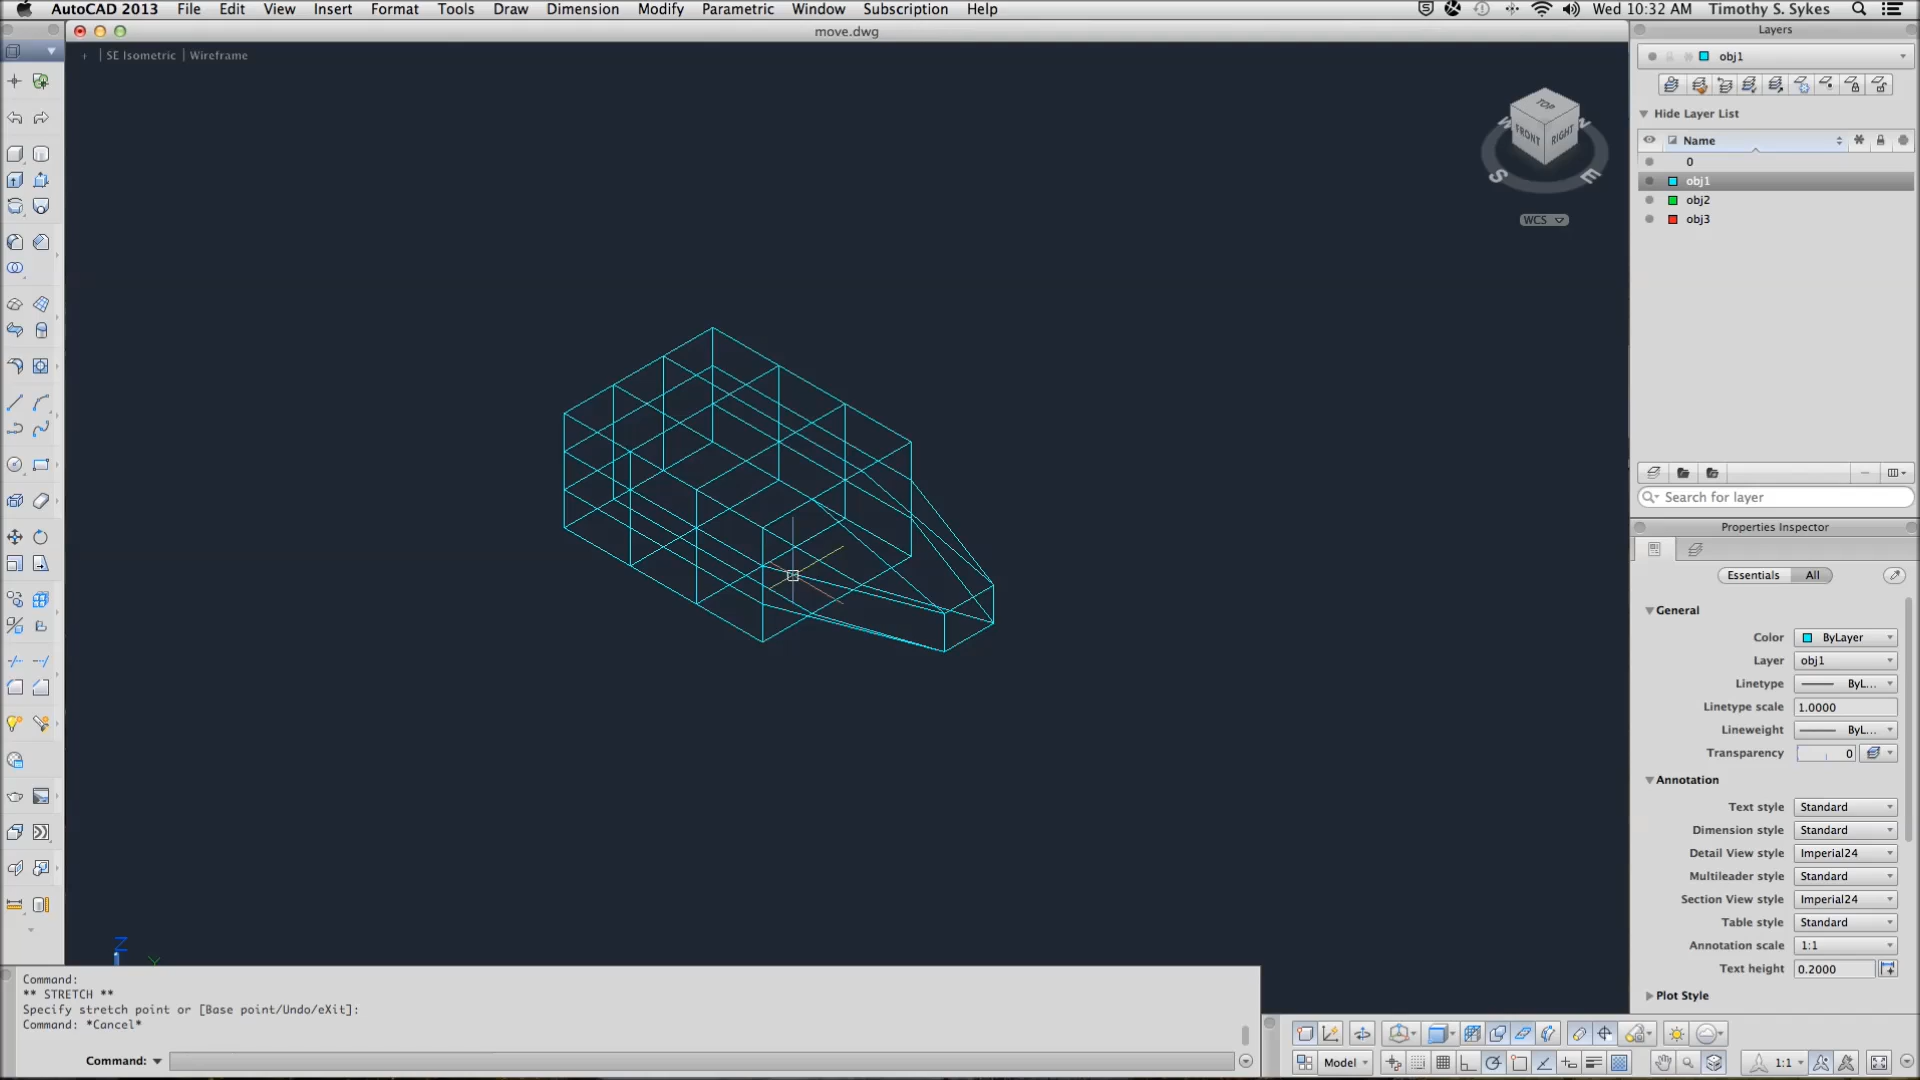 AutoCAD 2013 File Edit View Insert Format Tools Draw Dimension Modify Parametric Window Subscription Help Wed 10:32 AM Timothy S. Sykes
move.dwg
+ | SE Isometric | Wireframe
TOP
FRONT
RIGHT
W
N
S
E
WCS
Layers
obj1
Hide Layer List
Name
0
obj1
obj2
obj3
Search for layer
Properties Inspector
Essentials All
General
Color ByLayer
Layer obj1
Linetype ByL...
Linetype scale 1.0000
Lineweight ByL...
Transparency 0
Annotation
Text style Standard
Dimension style Standard
Detail View style Imperial24
Multileader style Standard
Section View style Imperial24
Table style Standard
Annotation scale 1:1
Text height 0.2000
Plot Style
Z
Y
Command:
** STRETCH **
Specify stretch point or [Base point/Undo/eXit]:
Command: *Cancel*
Command:
Model
1:1